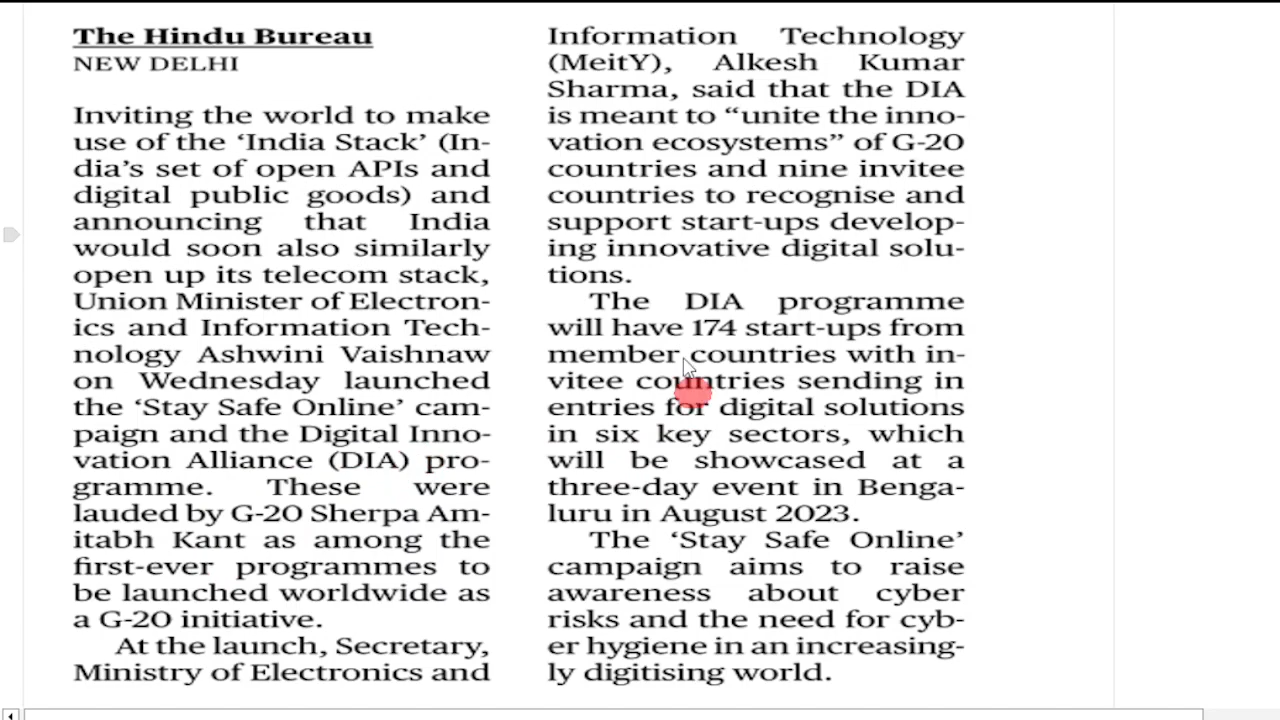 The Hindu Bureau
NEW DELHI
Inviting the world to make
use of the ‘India Stack’ (In-
dia’s set of open APIs and
digital public goods) and
announcing that India
would soon also similarly
open up its telecom stack,
Union Minister of Electron-
ics and Information Tech-
nology Ashwini Vaishnaw
on Wednesday launched
the ‘Stay Safe Online’ cam-
paign and the Digital Inno-
vation Alliance (DIA) pro-
gramme. These were
lauded by G-20 Sherpa Am-
itabh Kant as among the
first-ever programmes to
be launched worldwide as
a G-20 initiative.
At the launch, Secretary,
Ministry of Electronics and
Information Technology
(MeitY), Alkesh Kumar
Sharma, said that the DIA
is meant to “unite the inno-
vation ecosystems” of G-20
countries and nine invitee
countries to recognise and
support start-ups develop-
ing innovative digital solu-
tions.
The DIA programme
will have 174 start-ups from
member countries with in-
vitee countries sending in
entries for digital solutions
in six key sectors, which
will be showcased at a
three-day event in Benga-
luru in August 2023.
The ‘Stay Safe Online’
campaign aims to raise
awareness about cyber
risks and the need for cyb-
er hygiene in an increasing-
ly digitising world.